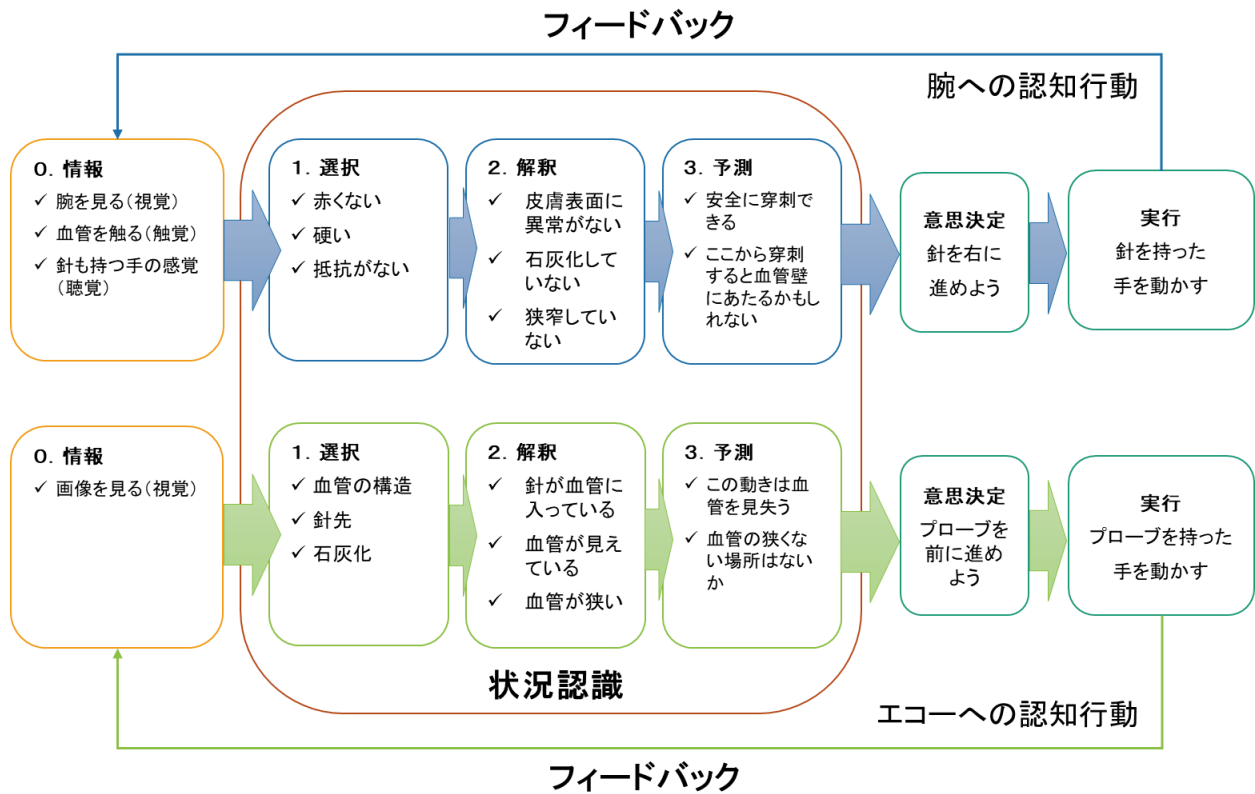 フィードバック
腕への認知行動
0. 情報
✓ 腕を見る(視覚)
✓ 血管を触る(触覚)
✓ 針も持つ手の感覚
(聴覚)
1. 選択
✓ 赤くない
✓ 硬い
✓ 抵抗がない
2. 解釈
✓ 皮膚表面に
異常がない
✓ 石灰化して
いない
✓ 狭窄してい
ない
3. 予測
✓ 安全に穿刺で
きる
✓ ここから穿刺
すると血管壁
にあたるかもし
れない
意思決定
針を右に
進めよう
実行
針を持った
手を動かす
0. 情報
✓ 画像を見る(視覚)
1. 選択
✓ 血管の構造
✓ 針先
✓ 石灰化
2. 解釈
✓ 針が血管に
入っている
✓ 血管が見え
ている
✓ 血管が狭い
3. 予測
✓ この動きは血
管を見失う
✓ 血管の狭くな
い場所はない
か
意思決定
プローブを
前に進め
よう
実行
プローブを持った
手を動かす
状況認識
エコーへの認知行動
フィードバック